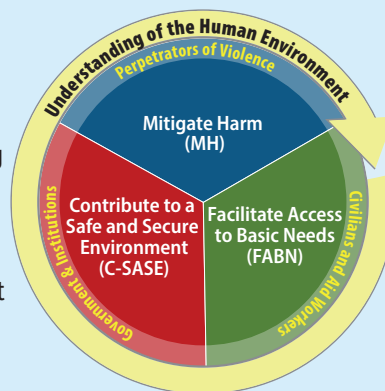 Understanding of the Human Environment
Perpetrators of Violence
Mitigate Harm
(MH)
Contribute to a
Safe and Secure
Environment
(C-SASE)
Facilitate Access
to Basic Needs
(FABN)
Government & Institutions
Civilians and Aid Workers